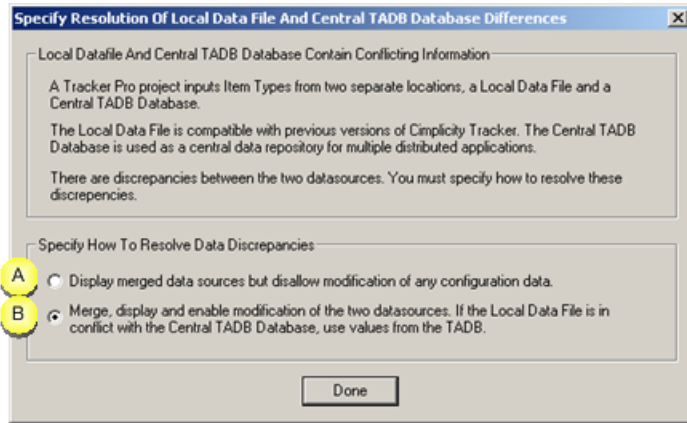 Specify Resolution Of Local Data File And Central TADB Database Differences
Local Datafile And Central TADB Database Contain Conflicting Information
A Tracker Pro project inputs Item Types from two separate locations, a Local Data File and a
Central TADB Database.
The Local Data File is compatible with previous versions of Cimplicity Tracker. The Central TADB
Database is used as a central data repository for multiple distributed applications.
There are discrepancies between the two datasources. You must specify how to resolve these
discrepencies.
Specify How To Resolve Data Discrepancies
A
Display merged data sources but disallow modification of any configuration data.
B
Merge, display and enable modification of the two datasources. If the Local Data File is in
conflict with the Central TADB Database, use values from the TADB.
Done